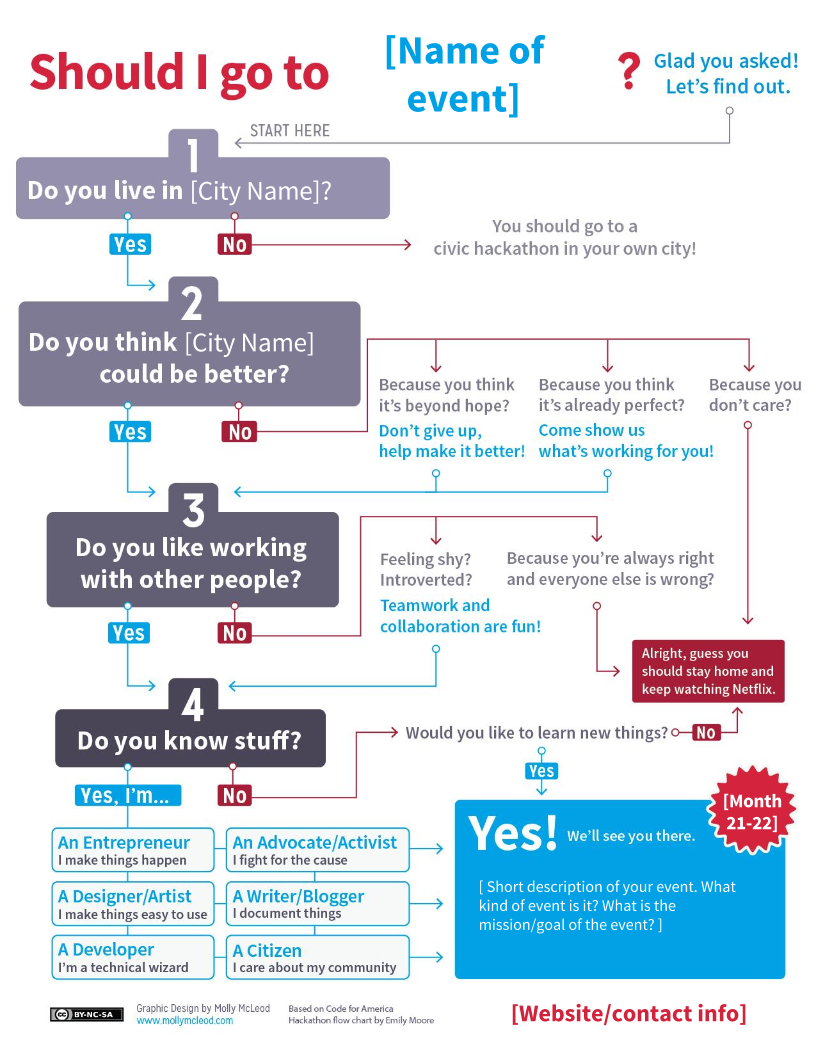 Should I go to
[Name of
event]
?
Glad you asked!
Let's find out.
START HERE
1
Do you live in [City Name]?
Yes
No
You should go to a
civic hackathon in your own city!
2
Do you think [City Name]
could be better?
Yes
No
Because you think
it's beyond hope?
Don't give up,
help make it better!
Because you think
it's already perfect?
Come show us
what's working for you!
Because you
don't care?
3
Do you like working
with other people?
Yes
No
Feeling shy?
Introverted?
Teamwork and
collaboration are fun!
Because you're always right
and everyone else is wrong?
Alright, guess you
should stay home and
keep watching Netflix.
4
Do you know stuff?
Yes, I'm...
No
Would you like to learn new things?
No
Yes
An Entrepreneur
I make things happen
An Advocate/Activist
I fight for the cause
A Designer/Artist
I make things easy to use
A Writer/Blogger
I document things
A Developer
I'm a technical wizard
A Citizen
I care about my community
Yes! We'll see you there.
[Month
21-22]
[ Short description of your event. What
kind of event is it? What is the
mission/goal of the event? ]
cc BY-NC-SA
Graphic Design by Molly McLeod
www.mollymcleod.com
Based on Code for America
Hackathon flow chart by Emily Moore
[Website/contact info]